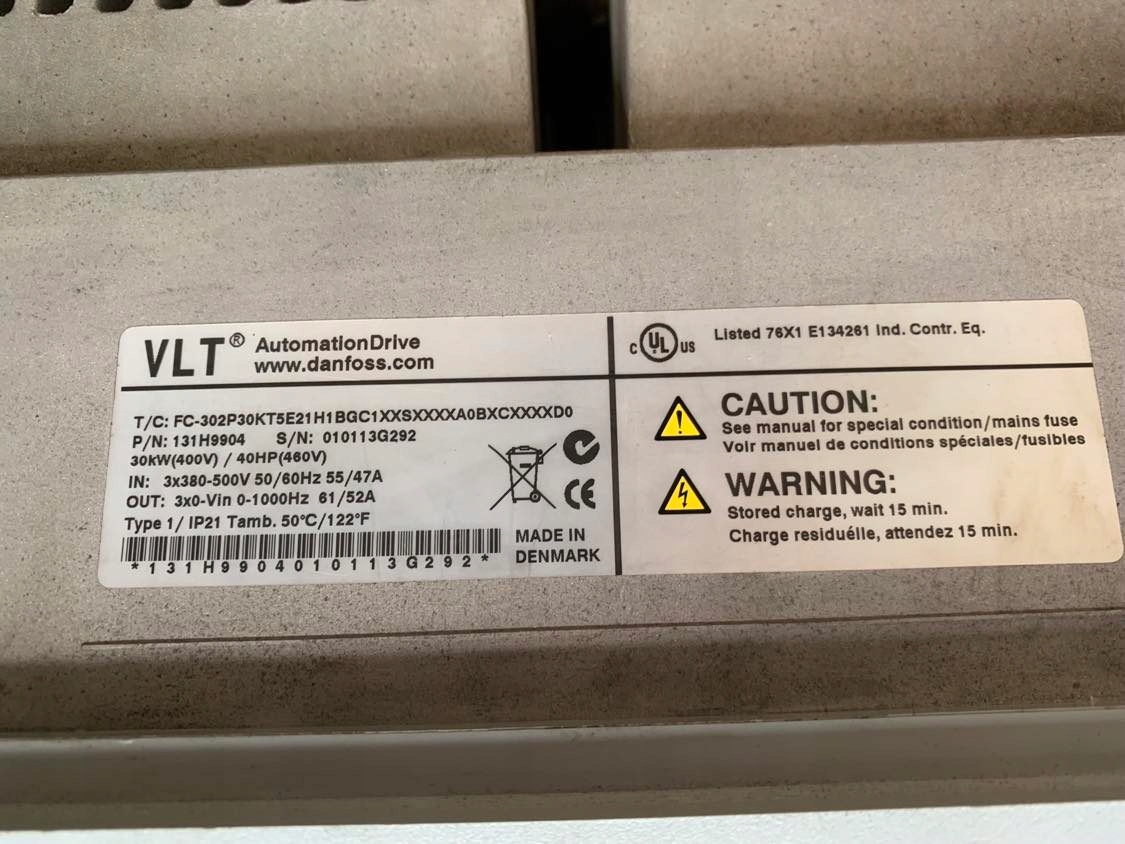 VLT® AutomationDrive
www.danfoss.com
T/C: FC-302P30KT5E21H1BGC1XXSXXXXA0BXCXXXXD0
P/N: 131H9904 S/N: 010113G292
30kW(400V) / 40HP(460V)
IN: 3x380-500V 50/60Hz 55/47A
OUT: 3x0-Vin 0-1000Hz 61/52A
Type 1/ IP21 Tamb. 50°C/122°F
*131H9904010113G292*
MADE IN
DENMARK
CE
C UL US
Listed 76X1 E134261 Ind. Contr. Eq.
CAUTION:
See manual for special condition/mains fuse
Voir manuel de conditions spéciales/fusibles
WARNING:
Stored charge, wait 15 min.
Charge residuélle, attendez 15 min.